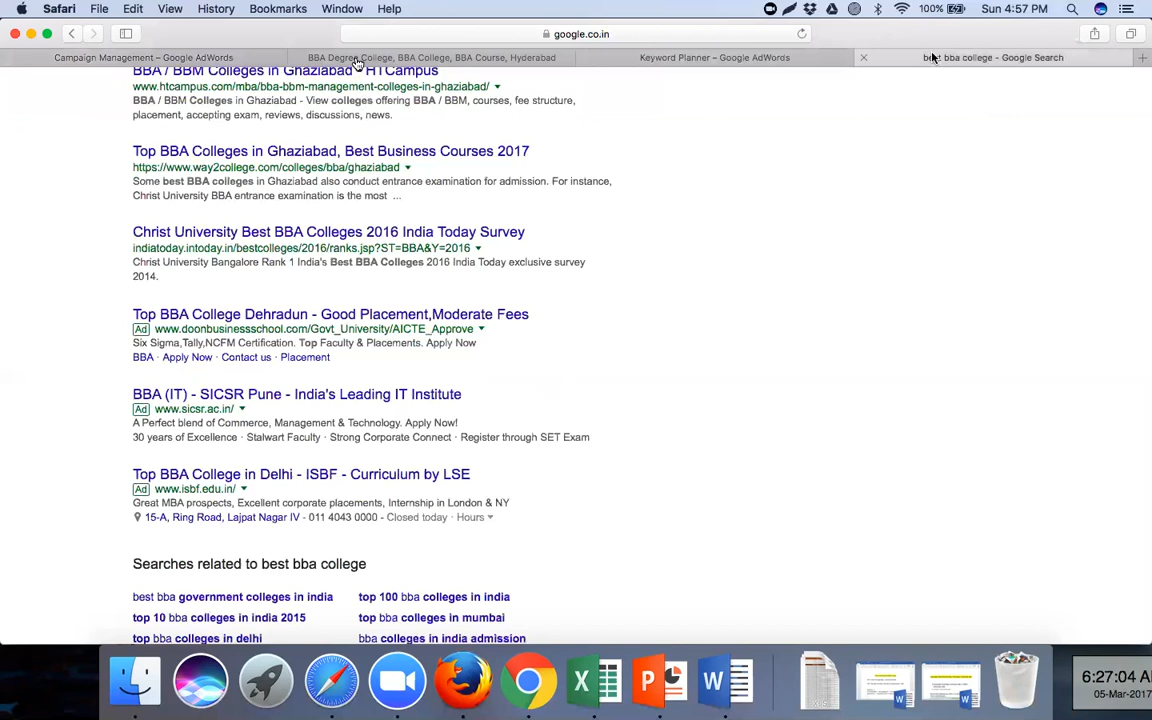 Safari File Edit View History Bookmarks Window Help 100% Sun 4:57 PM
google.co.in
Campaign Management – Google AdWords BBA Degree College, BBA College, BBA Course, Hyderabad Keyword Planner – Google AdWords best bba college - Google Search
BBA / BBM Colleges in Ghaziabad - HTCampus
www.htcampus.com/mba/bba-bbm-management-colleges-in-ghaziabad/
BBA / BBM Colleges in Ghaziabad - View colleges offering BBA / BBM, courses, fee structure,
placement, accepting exam, reviews, discussions, news.
Top BBA Colleges in Ghaziabad, Best Business Courses 2017
https://www.way2college.com/colleges/bba/ghaziabad
Some best BBA colleges in Ghaziabad also conduct entrance examination for admission. For instance,
Christ University BBA entrance examination is the most ...
Christ University Best BBA Colleges 2016 India Today Survey
indiatoday.intoday.in/bestcolleges/2016/ranks.jsp?ST=BBA&Y=2016
Christ University Bangalore Rank 1 India's Best BBA Colleges 2016 India Today exclusive survey
2014.
Top BBA College Dehradun - Good Placement,Moderate Fees
Ad www.doonbusinessschool.com/Govt_University/AICTE_Approve
Six Sigma,Tally,NCFM Certification. Top Faculty & Placements. Apply Now
BBA · Apply Now · Contact us · Placement
BBA (IT) - SICSR Pune - India's Leading IT Institute
Ad www.sicsr.ac.in/
A Perfect blend of Commerce, Management & Technology. Apply Now!
30 years of Excellence · Stalwart Faculty · Strong Corporate Connect · Register through SET Exam
Top BBA College in Delhi - ISBF - Curriculum by LSE
Ad www.isbf.edu.in/
Great MBA prospects, Excellent corporate placements, Internship in London & NY
15-A, Ring Road, Lajpat Nagar IV - 011 4043 0000 - Closed today · Hours
Searches related to best bba college
best bba government colleges in india top 100 bba colleges in india
top 10 bba colleges in india 2015 top bba colleges in mumbai
top bba colleges in delhi bba colleges in india admission
6:27:04 AM
05-Mar-2017